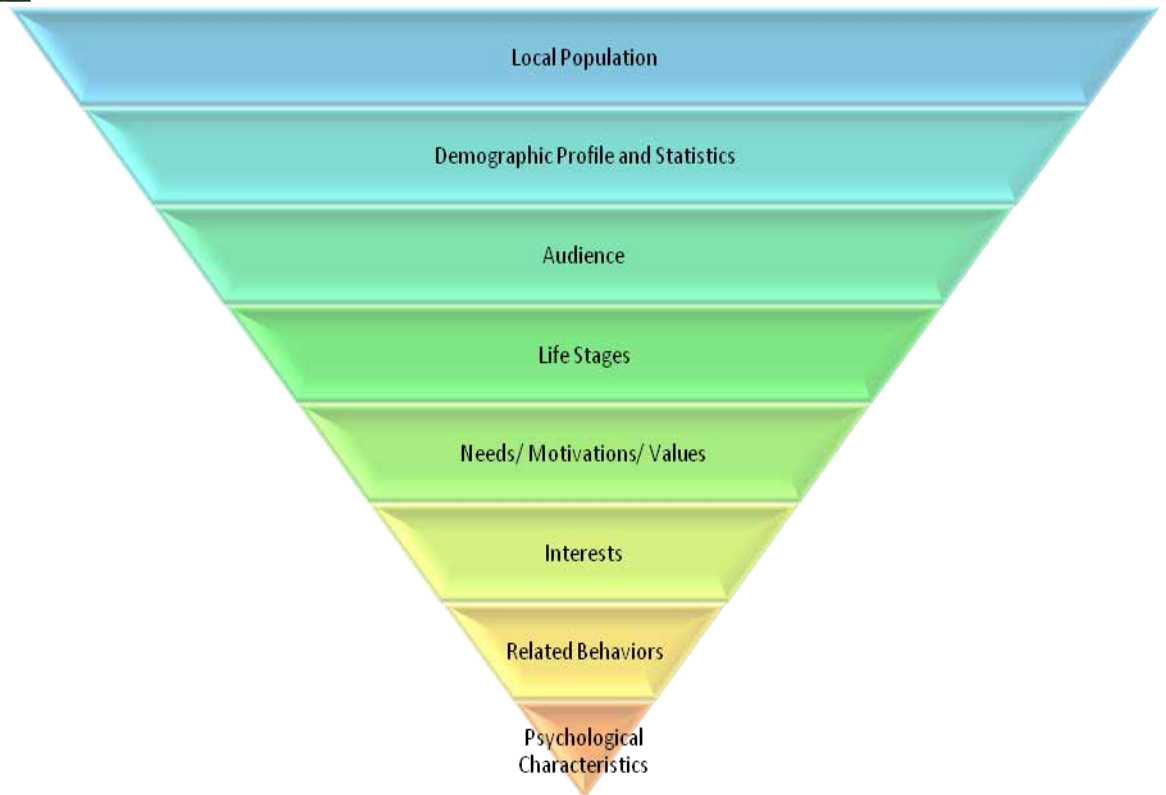 Local Population
Demographic Profile and Statistics
Audience
Life Stages
Needs/ Motivations/ Values
Interests
Related Behaviors
Psychological
Characteristics